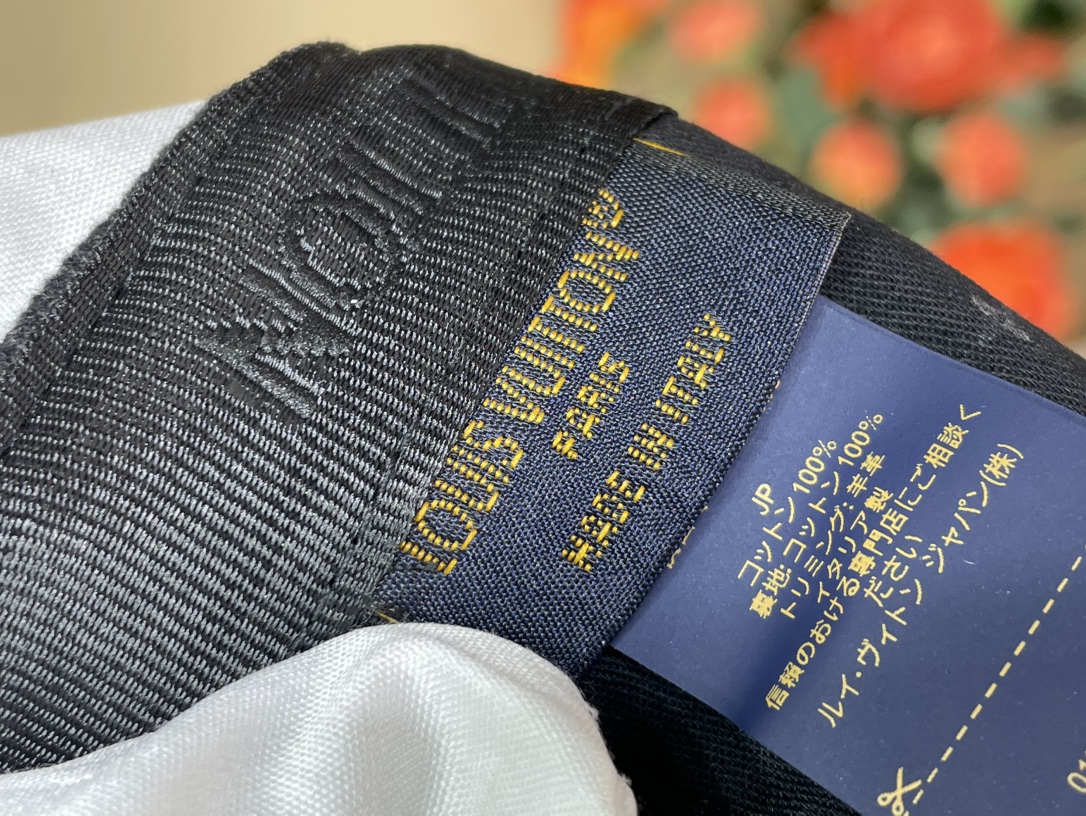 LOUIS VUITTON
PARIS
MADE IN ITALY
JP
コットン100%
裏地:コットン100%
トリミング:羊革
イタリア製
信頼のおける専門店にご相談く
ださい
ルイ・ヴィトン ジャパン(株)